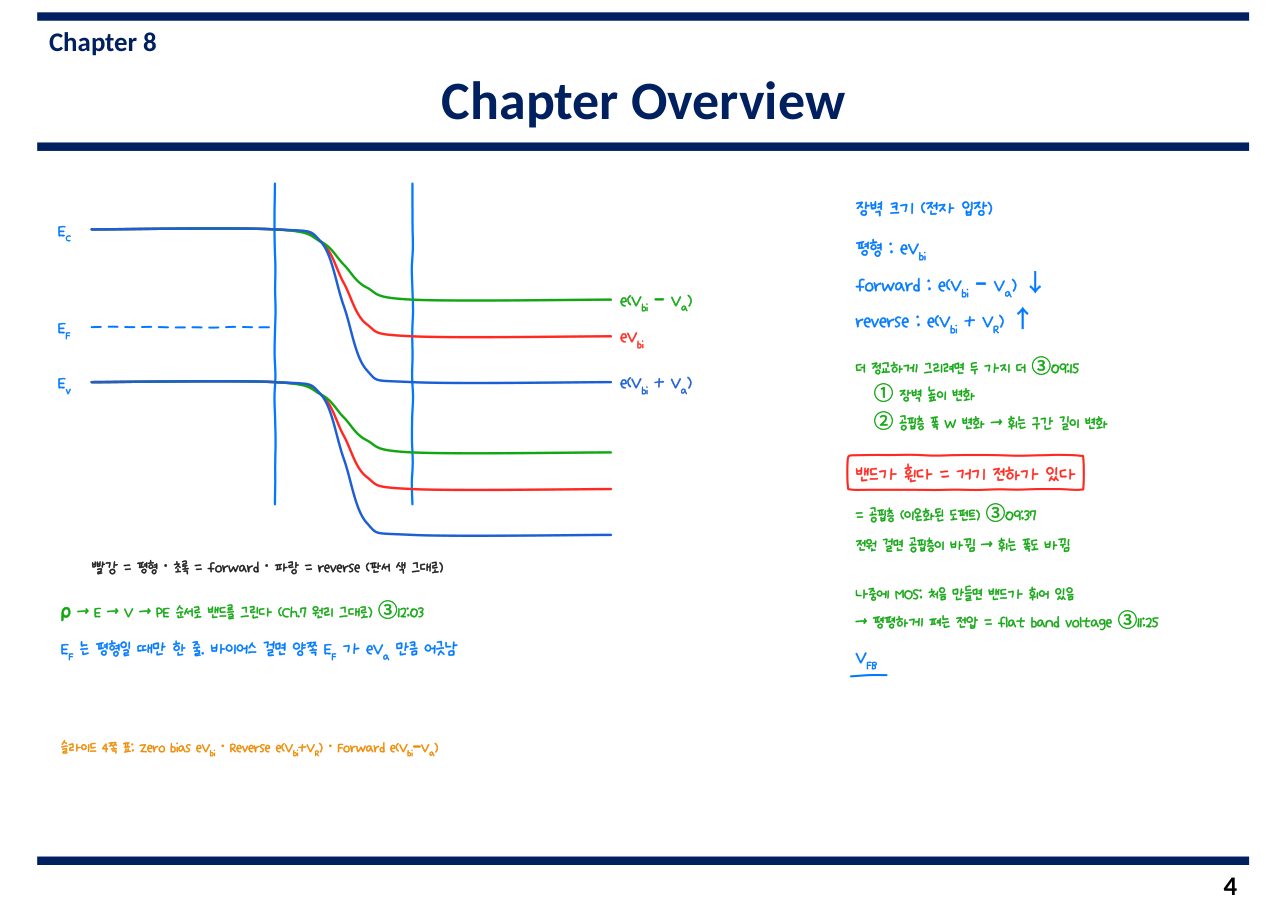 Chapter 8
Chapter Overview
E_C
E_F
E_v
e(V_bi − V_a)
eV_bi
e(V_bi + V_a)
빨강 = 평형 · 초록 = forward · 파랑 = reverse (판서 색 그대로)
ρ → E → V → PE 순서로 밴드를 그린다 (Ch.7 원리 그대로) ③12:03
E_F 는 평형일 때만 한 줄. 바이어스 걸면 양쪽 E_F 가 eV_a 만큼 어긋남
슬라이드 4쪽 표: Zero bias eV_bi · Reverse e(V_bi+V_R) · Forward e(V_bi−V_a)
장벽 크기 (전자 입장)
평형 : eV_bi
forward : e(V_bi − V_a) ↓
reverse : e(V_bi + V_R) ↑
더 정교하게 그리려면 두 가지 더 ③09:15
① 장벽 높이 변화
② 공핍층 폭 W 변화 → 휘는 구간 길이 변화
밴드가 휜다 = 거기 전하가 있다
= 공핍층 (이온화된 도펀트) ③09:37
전원 걸면 공핍층이 바뀜 → 휘는 폭도 바뀜
나중에 MOS: 처음 만들면 밴드가 휘어 있음
→ 평평하게 펴는 전압 = flat band voltage ③11:25
V_FB
4